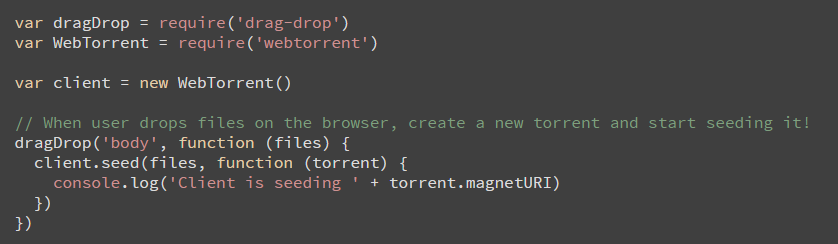 var dragDrop = require('drag-drop')
var WebTorrent = require('webtorrent')

var client = new WebTorrent()

// When user drops files on the browser, create a new torrent and start seeding it!
dragDrop('body', function (files) {
  client.seed(files, function (torrent) {
    console.log('Client is seeding ' + torrent.magnetURI)
  })
})